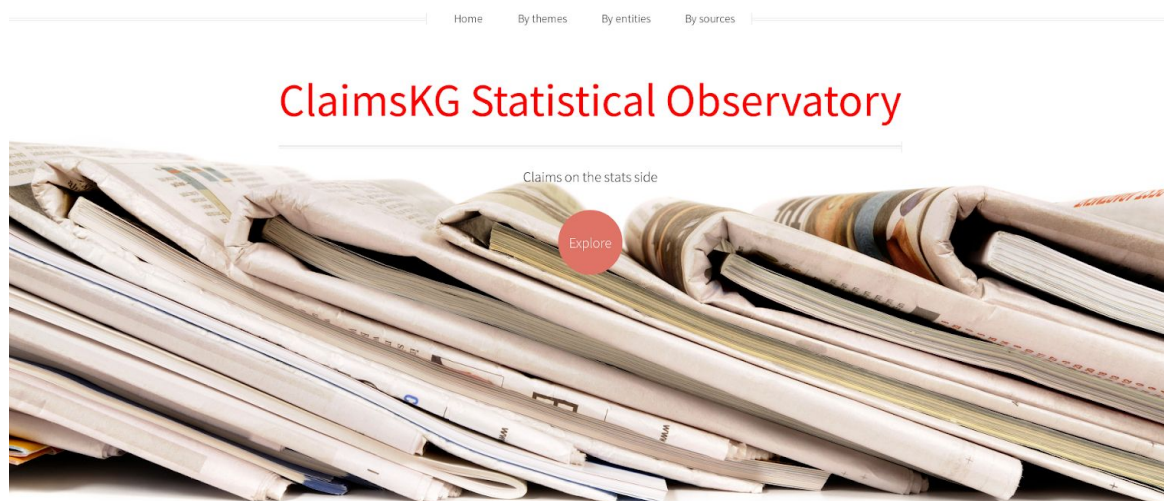 Home By themes By entities By sources
ClaimsKG Statistical Observatory
Claims on the stats side
Explore